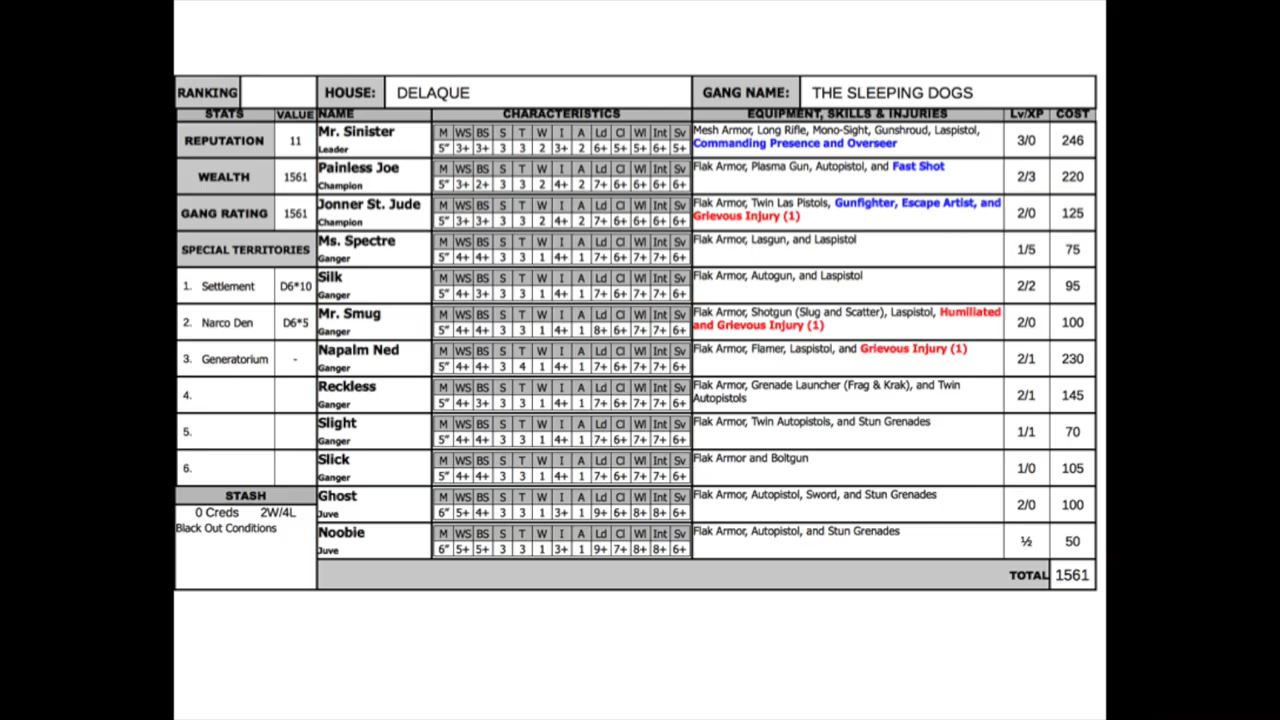 RANKING HOUSE: DELAQUE GANG NAME: THE SLEEPING DOGS
STATS VALUE NAME CHARACTERISTICS EQUIPMENT, SKILLS & INJURIES Lv/XP COST
REPUTATION 11
Mr. Sinister
Leader
M WS BS S T W I A Ld Cl Wl Int Sv
5" 3+ 3+ 3 3 2 3+ 2 6+ 5+ 5+ 6+ 5+
Mesh Armor, Long Rifle, Mono-Sight, Gunshroud, Laspistol,
Commanding Presence and Overseer
3/0 246
WEALTH 1561
Painless Joe
Champion
M WS BS S T W I A Ld Cl Wl Int Sv
5" 3+ 2+ 3 3 2 4+ 2 7+ 6+ 6+ 6+ 6+
Flak Armor, Plasma Gun, Autopistol, and Fast Shot
2/3 220
GANG RATING 1561
Jonner St. Jude
Champion
M WS BS S T W I A Ld Cl Wl Int Sv
5" 3+ 3+ 3 3 2 4+ 2 7+ 6+ 6+ 6+ 6+
Flak Armor, Twin Las Pistols, Gunfighter, Escape Artist, and
Grievous Injury (1)
2/0 125
SPECIAL TERRITORIES
Ms. Spectre
Ganger
M WS BS S T W I A Ld Cl Wl Int Sv
5" 4+ 4+ 3 3 1 4+ 1 7+ 6+ 7+ 7+ 6+
Flak Armor, Lasgun, and Laspistol
1/5 75
1. Settlement D6*10
Silk
Ganger
M WS BS S T W I A Ld Cl Wl Int Sv
5" 4+ 3+ 3 3 1 4+ 1 7+ 6+ 7+ 7+ 6+
Flak Armor, Autogun, and Laspistol
2/2 95
2. Narco Den D6*5
Mr. Smug
Ganger
M WS BS S T W I A Ld Cl Wl Int Sv
5" 4+ 4+ 3 3 1 4+ 1 8+ 6+ 7+ 7+ 6+
Flak Armor, Shotgun (Slug and Scatter), Laspistol, Humiliated
and Grievous Injury (1)
2/0 100
3. Generatorium -
Napalm Ned
Ganger
M WS BS S T W I A Ld Cl Wl Int Sv
5" 4+ 4+ 3 4 1 4+ 1 7+ 6+ 7+ 7+ 6+
Flak Armor, Flamer, Laspistol, and Grievous Injury (1)
2/1 230
4.
Reckless
Ganger
M WS BS S T W I A Ld Cl Wl Int Sv
5" 4+ 3+ 3 3 1 4+ 1 7+ 6+ 7+ 7+ 6+
Flak Armor, Grenade Launcher (Frag & Krak), and Twin
Autopistols
2/1 145
5.
Slight
Ganger
M WS BS S T W I A Ld Cl Wl Int Sv
5" 4+ 4+ 3 3 1 4+ 1 7+ 6+ 7+ 7+ 6+
Flak Armor, Twin Autopistols, and Stun Grenades
1/1 70
6.
Slick
Ganger
M WS BS S T W I A Ld Cl Wl Int Sv
5" 4+ 4+ 3 3 1 4+ 1 7+ 6+ 7+ 7+ 6+
Flak Armor and Boltgun
1/0 105
STASH
0 Creds 2W/4L
Black Out Conditions
Ghost
Juve
M WS BS S T W I A Ld Cl Wl Int Sv
6" 5+ 4+ 3 3 1 3+ 1 9+ 6+ 8+ 8+ 6+
Flak Armor, Autopistol, Sword, and Stun Grenades
2/0 100
Noobie
Juve
M WS BS S T W I A Ld Cl Wl Int Sv
6" 5+ 5+ 3 3 1 3+ 1 9+ 7+ 8+ 8+ 6+
Flak Armor, Autopistol, and Stun Grenades
½ 50
TOTAL 1561